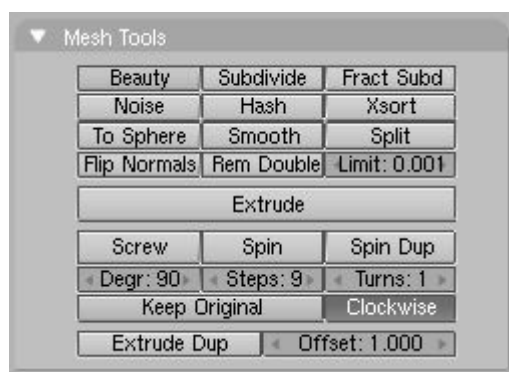 Mesh Tools
Beauty Subdivide Fract Subd
Noise Hash Xsort
To Sphere Smooth Split
Flip Normals Rem Double Limit: 0.001
Extrude
Screw Spin Spin Dup
Degr: 90 Steps: 9 Turns: 1
Keep Original Clockwise
Extrude Dup Offset: 1.000